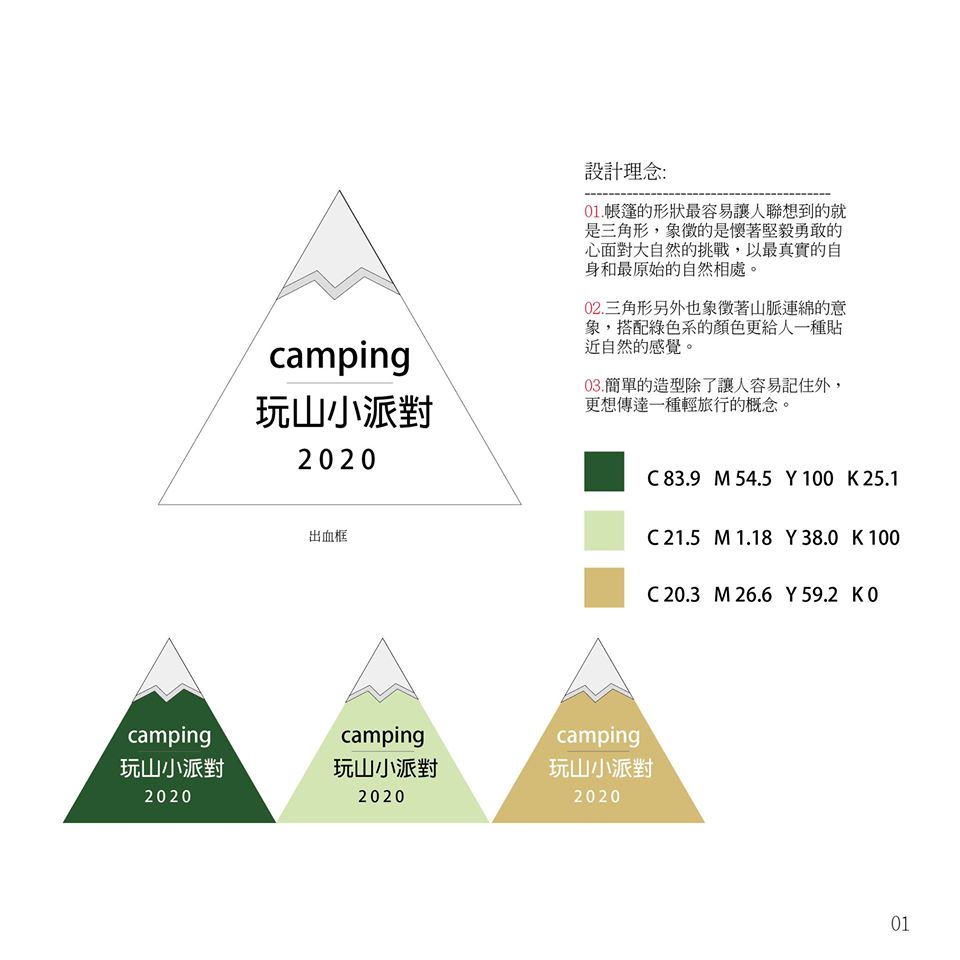 設計理念:
-----------------------------------------
01.帳篷的形狀最容易讓人聯想到的就
是三角形，象徵的是懷著堅毅勇敢的
心面對大自然的挑戰，以最真實的自
身和最原始的自然相處。
02.三角形另外也象徵著山脈連綿的意
象，搭配綠色系的顏色更給人一種貼
近自然的感覺。
03.簡單的造型除了讓人容易記住外，
更想傳達一種輕旅行的概念。
camping
玩山小派對
2020
出血框
C 83.9 M 54.5 Y 100 K 25.1
C 21.5 M 1.18 Y 38.0 K 100
C 20.3 M 26.6 Y 59.2 K 0
camping
玩山小派對
2020
camping
玩山小派對
2020
camping
玩山小派對
2020
01